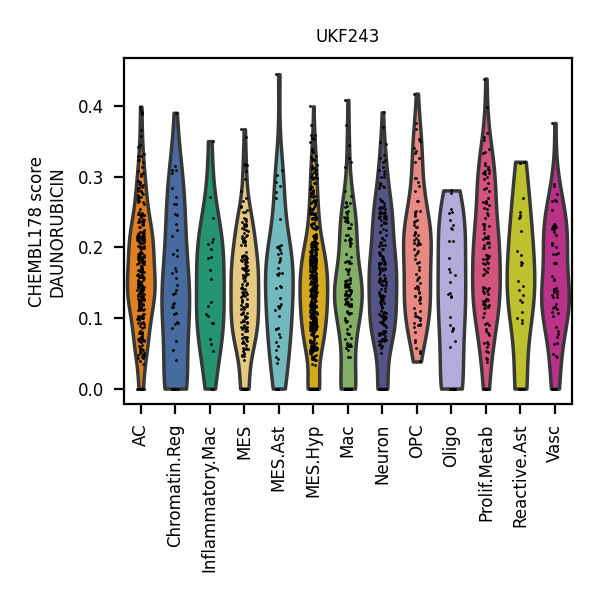 UKF243
CHEMBL178 score
DAUNORUBICIN
0.4
0.3
0.2
0.1
0.0
AC
Chromatin.Reg
Inflammatory.Mac
MES
MES.Ast
MES.Hyp
Mac
Neuron
OPC
Oligo
Prolif.Metab
Reactive.Ast
Vasc